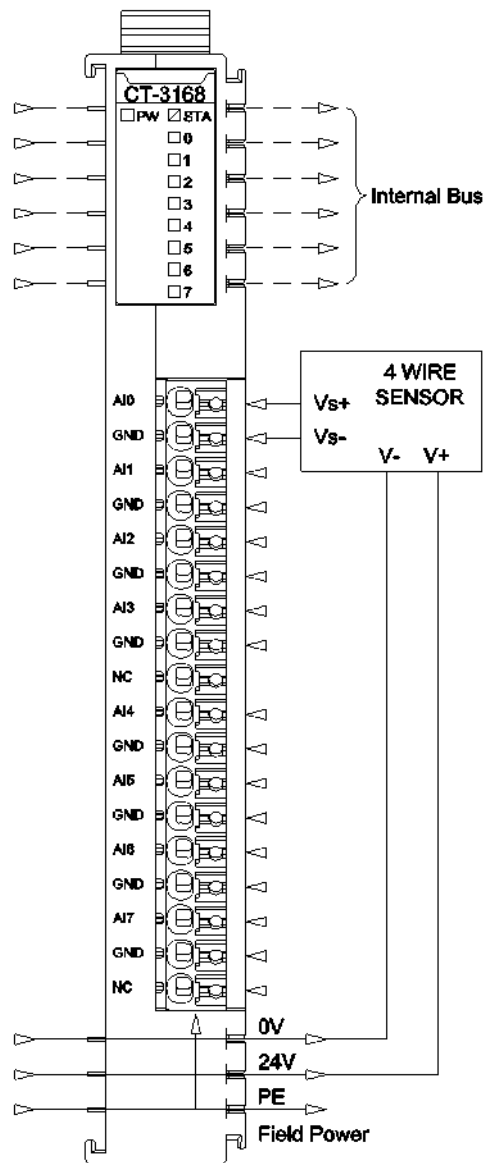 CT-3168
PW STA
0
1
2
3
4
5
6
7
Internal Bus
4 WIRE
SENSOR
Vs+
Vs-
V- V+
AI0
GND
AI1
GND
AI2
GND
AI3
GND
NC
AI4
GND
AI5
GND
AI6
GND
AI7
GND
NC
0V
24V
PE
Field Power